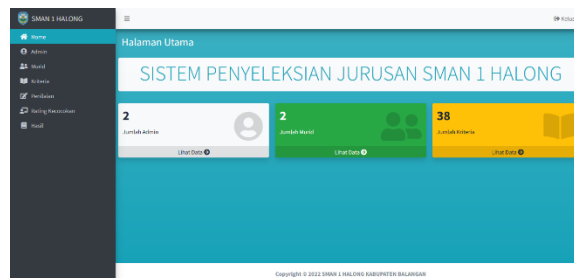 SMAN 1 HALONG
Keluar
Home
Admin
Murid
Kriteria
Penilaian
Rating Kecocokan
Hasil
Halaman Utama
SISTEM PENYELEKSIAN JURUSAN SMAN 1 HALONG
2
Jumlah Admin
Lihat Data
2
Jumlah Murid
Lihat Data
38
Jumlah Kriteria
Lihat Data
Copyright © 2022 SMAN 1 HALONG KABUPATEN BALANGAN